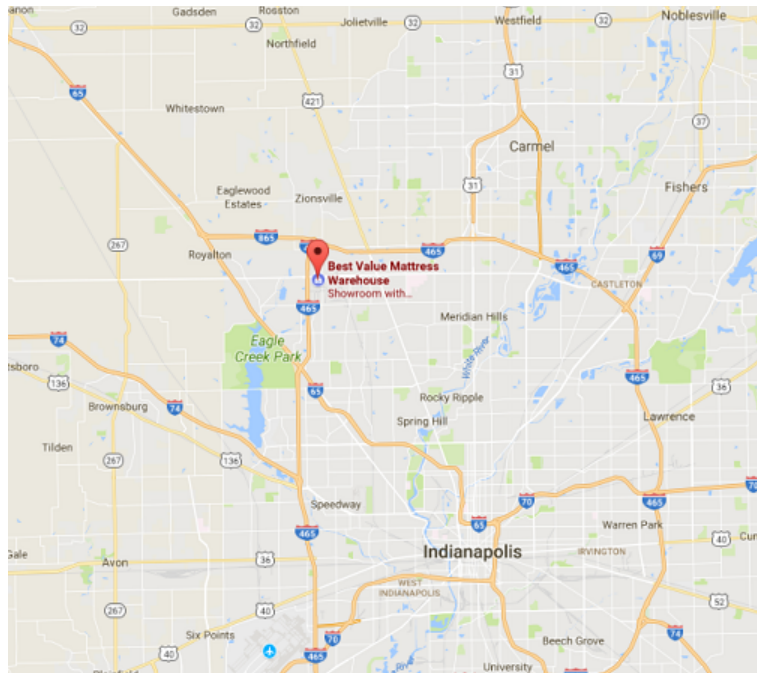 Gadsden
Rosston
32
32
Jolietville
Westfield
32
Noblesville
Northfield
65
31
Whitestown
421
37
Carmel
Eaglewood
Estates
Zionsville
31
Fishers
267
865
465
69
Royalton
465
Best Value Mattress
Warehouse
Showroom with...
CASTLETON
465
Meridian Hills
74
Eagle
Creek Park
White River
465
136
65
36
Brownsburg
74
Rocky Ripple
Lawrence
Spring Hill
Tilden
267
136
70
70
Speedway
465
65
465
Warren Park
40
Avon
36
Indianapolis
IRVINGTON
WEST
INDIANAPOLIS
267
40
52
Six Points
70
74
40
465
Beech Grove
University